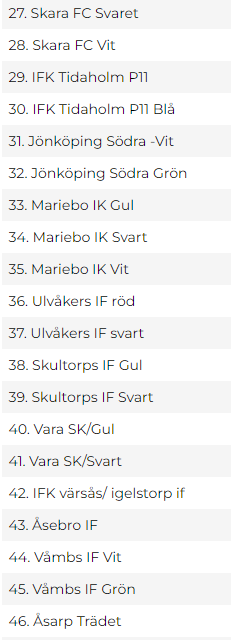 27. Skara FC Svaret
28. Skara FC Vit
29. IFK Tidaholm P11
30. IFK Tidaholm P11 Blå
31. Jönköping Södra -Vit
32. Jönköping Södra Grön
33. Mariebo IK Gul
34. Mariebo IK Svart
35. Mariebo IK Vit
36. Ulvåkers IF röd
37. Ulvåkers IF svart
38. Skultorps IF Gul
39. Skultorps IF Svart
40. Vara SK/Gul
41. Vara SK/Svart
42. IFK värsås/ igelstorp if
43. Åsebro IF
44. Våmbs IF Vit
45. Våmbs IF Grön
46. Åsarp Trädet